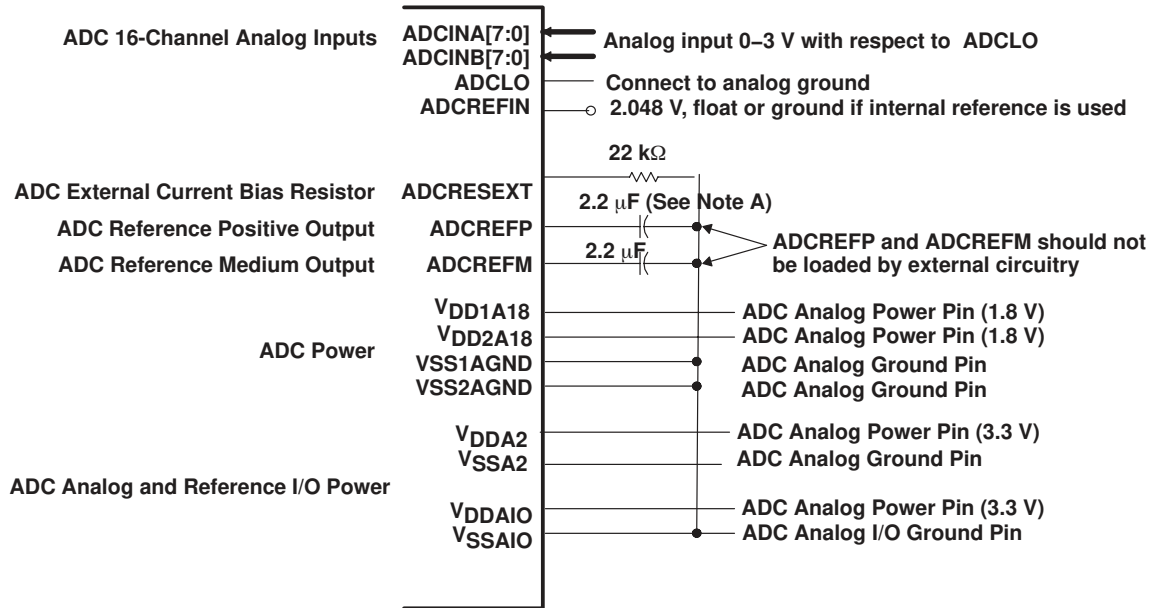 ADC 16-Channel Analog Inputs
ADCINA[7:0]
ADCINB[7:0]
Analog input 0–3 V with respect to ADCLO
ADCLO
Connect to analog ground
ADCREFIN
2.048 V, float or ground if internal reference is used
22 kΩ
ADC External Current Bias Resistor
ADCRESEXT
2.2 μF (See Note A)
ADC Reference Positive Output
ADCREFP
ADC Reference Medium Output
ADCREFM
2.2 μF
ADCREFP and ADCREFM should not
be loaded by external circuitry
ADC Power
VDD1A18
ADC Analog Power Pin (1.8 V)
VDD2A18
ADC Analog Power Pin (1.8 V)
VSS1AGND
ADC Analog Ground Pin
VSS2AGND
ADC Analog Ground Pin
VDDA2
ADC Analog Power Pin (3.3 V)
VSSA2
ADC Analog Ground Pin
ADC Analog and Reference I/O Power
VDDAIO
ADC Analog Power Pin (3.3 V)
VSSAIO
ADC Analog I/O Ground Pin